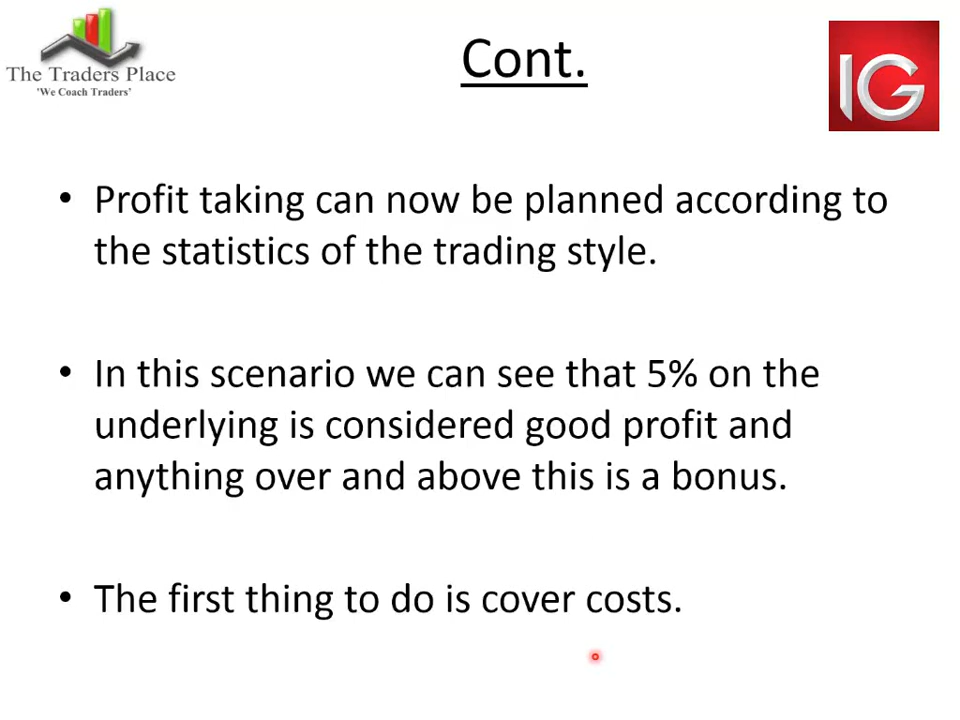 The Traders Place
'We Coach Traders'
Cont.
IG
• Profit taking can now be planned according to
the statistics of the trading style.
• In this scenario we can see that 5% on the
underlying is considered good profit and
anything over and above this is a bonus.
• The first thing to do is cover costs.